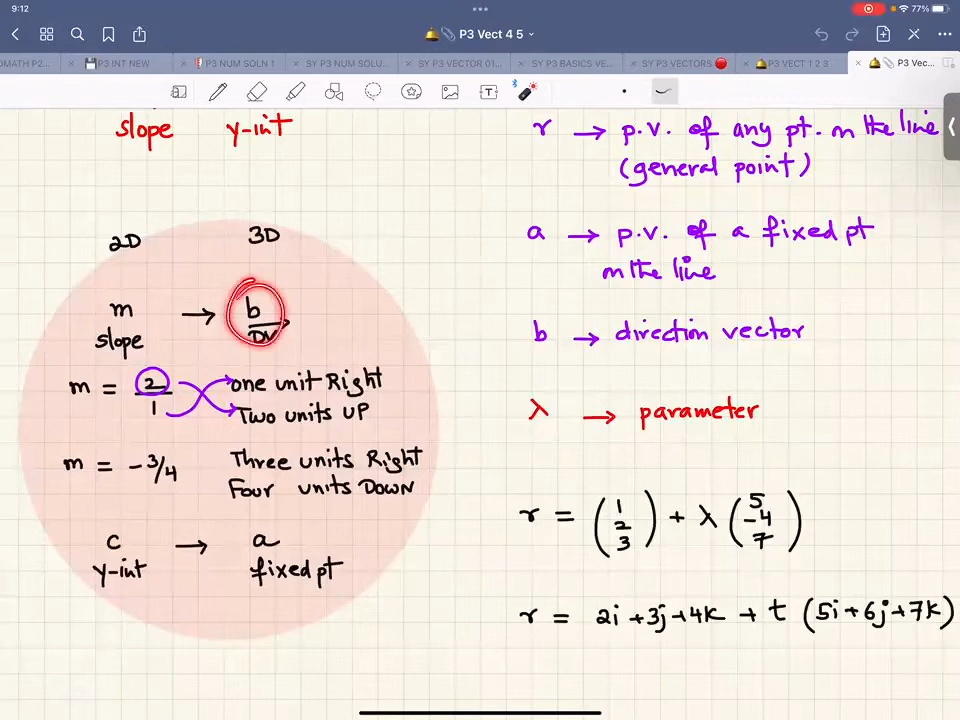 9:12
77%
P3 Vect 4 5
OMATH P2...
P3 INT NEW
P3 NUM SOLN 1
SY P3 NUM SOLU...
SY P3 VECTOR 01...
SY P3 BASICS VE...
SY P3 VECTORS
P3 VECT 1 2 3
P3 Vec...
slope y-int
r → p.v. of any pt. on the line
(general point)
a → p.v. of a fixed pt
on the line
b → direction vector
λ → parameter
r = (1 2 3) + λ (5 -4 7)
r = 2i + 3j + 4k + t (5i + 6j + 7k)
2D 3D
m → b
slope DV
m = 2/1 one unit Right
Two units UP
m = -3/4 Three units Right
Four units DOWN
c → a
y-int fixed pt